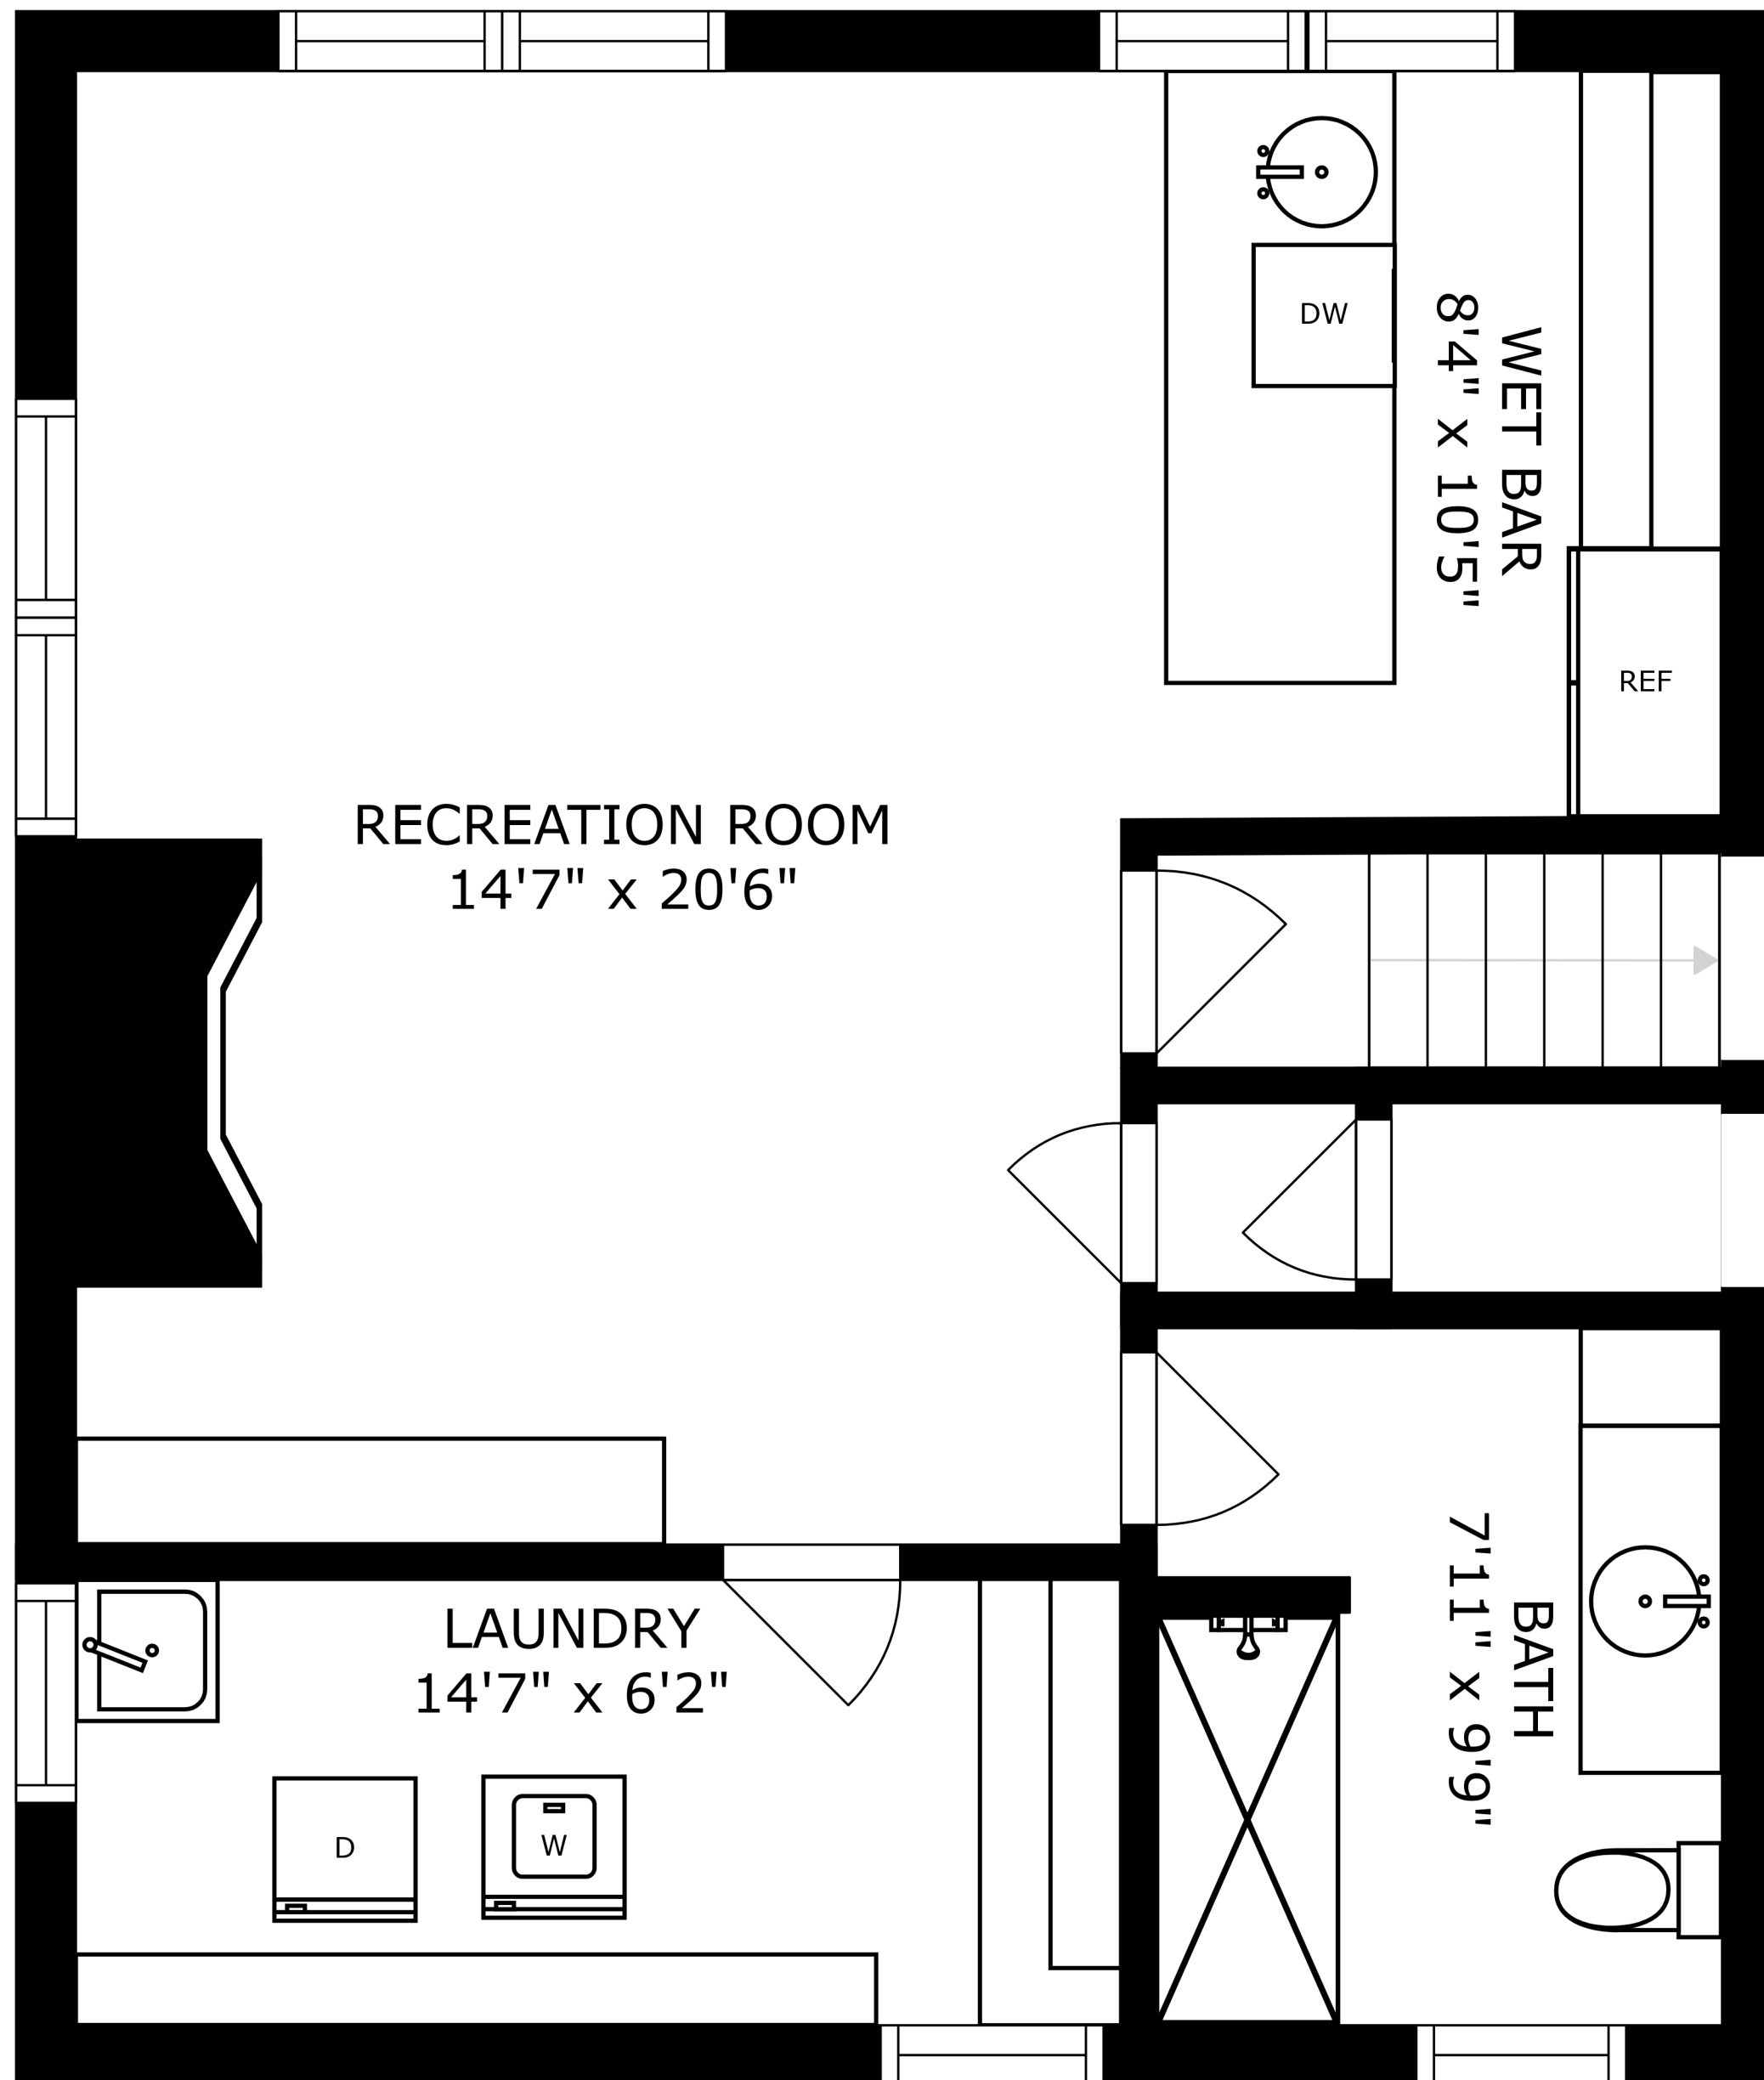 DW
WET BAR
8'4" x 10'5"
REF
RECREATION ROOM
14'7" x 20'6"
LAUNDRY
14'7" x 6'2"
BATH
7'11" x 9'9"
D
W